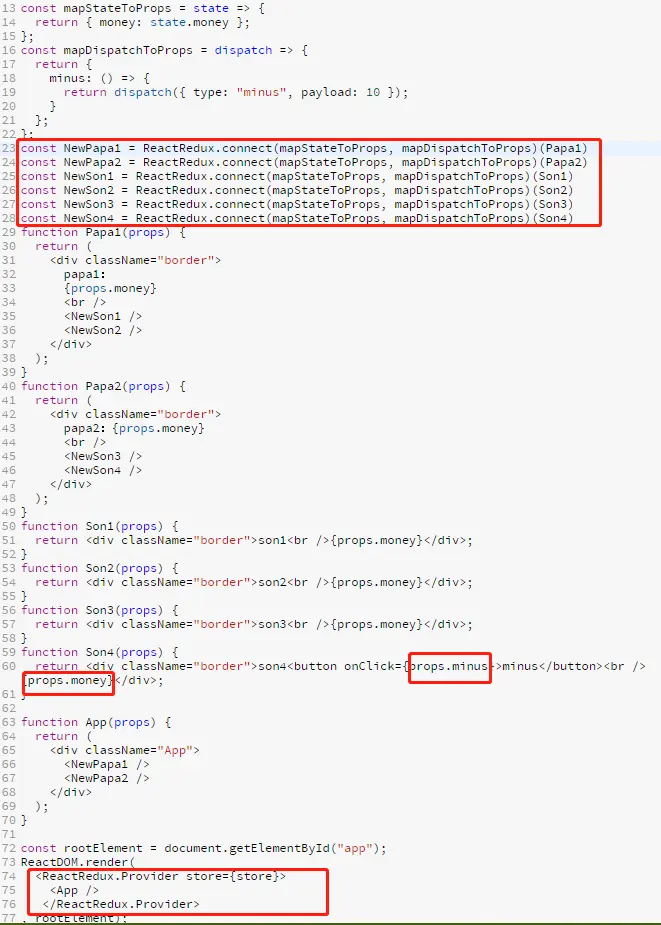 13 const mapStateToProps = state => {
14   return { money: state.money };
15 };
16 const mapDispatchToProps = dispatch => {
17   return {
18     minus: () => {
19       return dispatch({ type: "minus", payload: 10 });
20     }
21   };
22 };
23 const NewPapa1 = ReactRedux.connect(mapStateToProps, mapDispatchToProps)(Papa1)
24 const NewPapa2 = ReactRedux.connect(mapStateToProps, mapDispatchToProps)(Papa2)
25 const NewSon1 = ReactRedux.connect(mapStateToProps, mapDispatchToProps)(Son1)
26 const NewSon2 = ReactRedux.connect(mapStateToProps, mapDispatchToProps)(Son2)
27 const NewSon3 = ReactRedux.connect(mapStateToProps, mapDispatchToProps)(Son3)
28 const NewSon4 = ReactRedux.connect(mapStateToProps, mapDispatchToProps)(Son4)
29 function Papa1(props) {
30   return (
31     <div className="border">
32       papa1:
33       {props.money}
34       <br />
35       <NewSon1 />
36       <NewSon2 />
37     </div>
38   );
39 }
40 function Papa2(props) {
41   return (
42     <div className="border">
43       papa2: {props.money}
44       <br />
45       <NewSon3 />
46       <NewSon4 />
47     </div>
48   );
49 }
50 function Son1(props) {
51   return <div className="border">son1<br />{props.money}</div>;
52 }
53 function Son2(props) {
54   return <div className="border">son2<br />{props.money}</div>;
55 }
56 function Son3(props) {
57   return <div className="border">son3<br />{props.money}</div>;
58 }
59 function Son4(props) {
60   return <div className="border">son4<button onClick={props.minus}>minus</button><br />
{props.money}</div>;
61 }
62
63 function App(props) {
64   return (
65     <div className="App">
66       <NewPapa1 />
67       <NewPapa2 />
68     </div>
69   );
70 }
71
72 const rootElement = document.getElementById("app");
73 ReactDOM.render(
74   <ReactRedux.Provider store={store}>
75     <App />
76    </ReactRedux.Provider>
77 , rootElement);